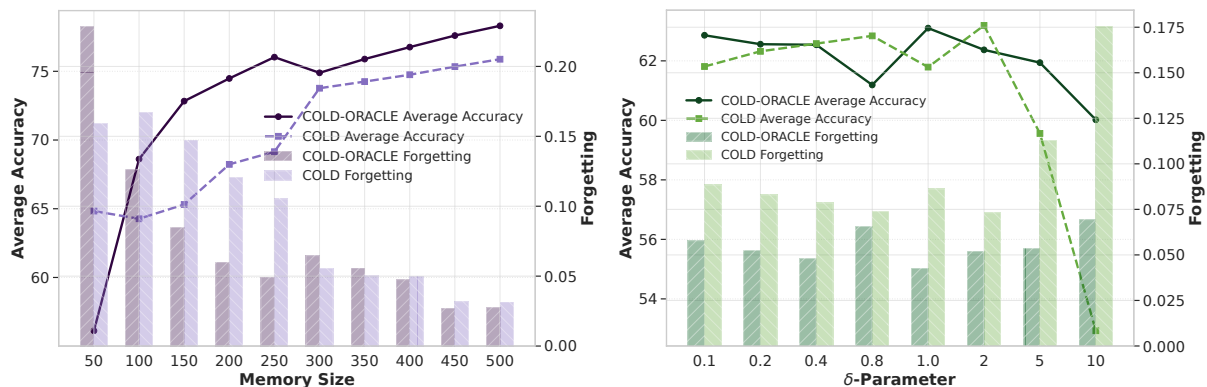 75
70
65
60
Average Accuracy
COLD-ORACLE Average Accuracy
COLD Average Accuracy
COLD-ORACLE Forgetting
COLD Forgetting
0.20
0.15
0.10
0.05
0.00
Forgetting
50 100 150 200 250 300 350 400 450 500
Memory Size
62
60
58
56
54
Average Accuracy
COLD-ORACLE Average Accuracy
COLD Average Accuracy
COLD-ORACLE Forgetting
COLD Forgetting
0.175
0.150
0.125
0.100
0.075
0.050
0.025
0.000
Forgetting
0.1 0.2 0.4 0.8 1.0 2 5 10
δ-Parameter